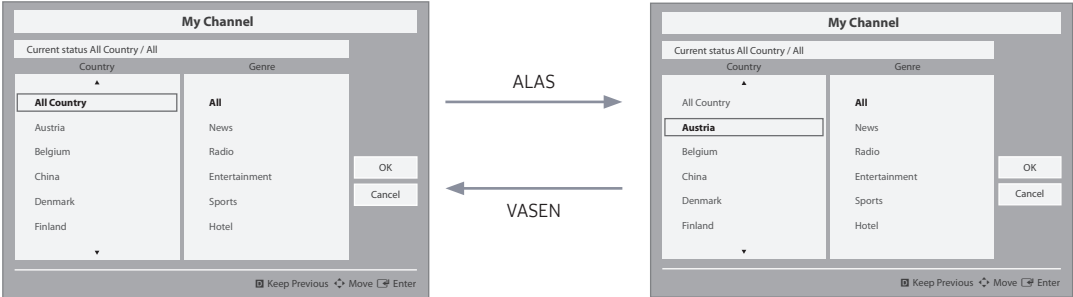 My Channel
Current status All Country / All
Country Genre
All Country All
Austria News
Belgium Radio
China Entertainment
Denmark Sports
Finland Hotel
OK
Cancel
D Keep Previous Move Enter
ALAS
VASEN
My Channel
Current status All Country / All
Country Genre
All Country All
Austria News
Belgium Radio
China Entertainment
Denmark Sports
Finland Hotel
OK
Cancel
D Keep Previous Move Enter